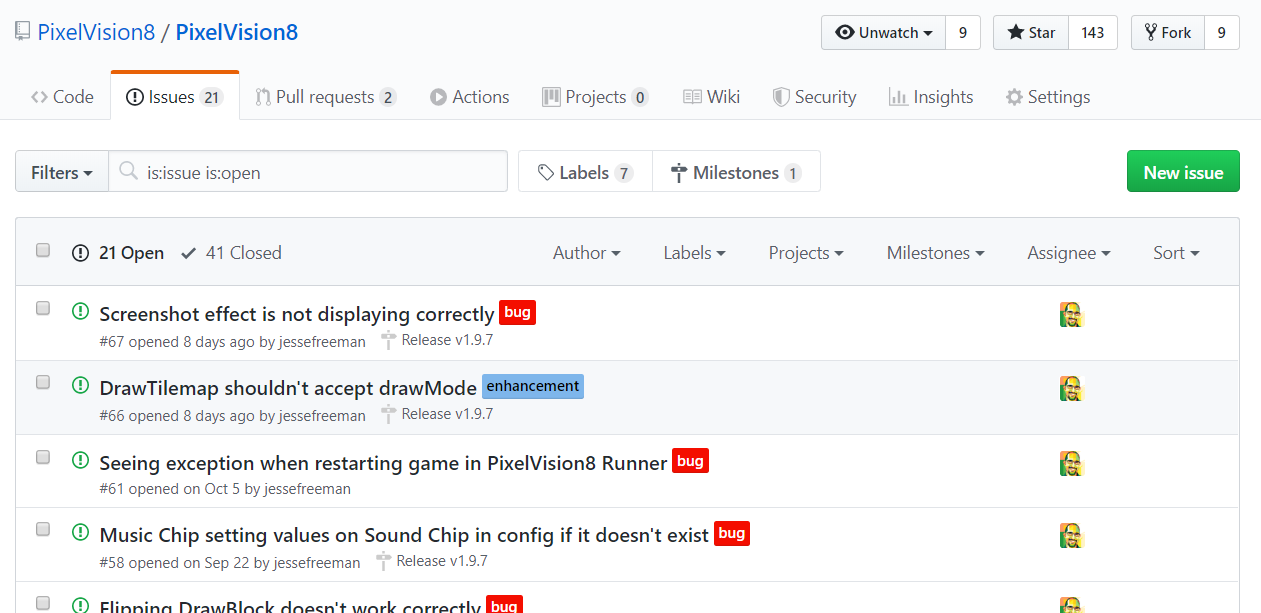 PixelVision8 / PixelVision8 Unwatch 9 Star 143 Fork 9
Code Issues 21 Pull requests 2 Actions Projects 0 Wiki Security Insights Settings
Filters is:issue is:open Labels 7 Milestones 1 New issue
21 Open 41 Closed Author Labels Projects Milestones Assignee Sort
Screenshot effect is not displaying correctly bug
#67 opened 8 days ago by jessefreeman Release v1.9.7
DrawTilemap shouldn't accept drawMode enhancement
#66 opened 8 days ago by jessefreeman Release v1.9.7
Seeing exception when restarting game in PixelVision8 Runner bug
#61 opened on Oct 5 by jessefreeman
Music Chip setting values on Sound Chip in config if it doesn't exist bug
#58 opened on Sep 22 by jessefreeman Release v1.9.7
Flipping DrawBlock doesn't work correctly bug